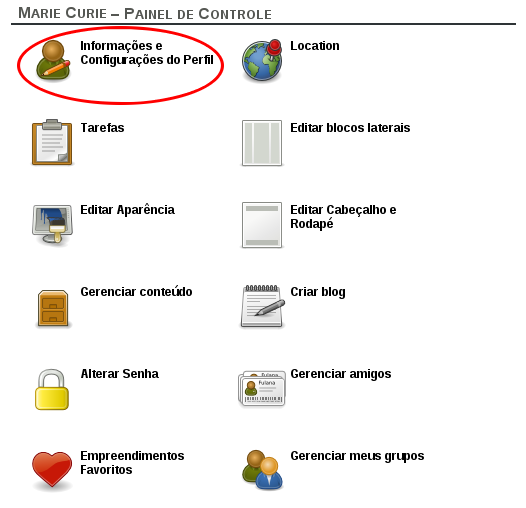 MARIE CURIE – PAINEL DE CONTROLE
Informações e
Configurações do Perfil
Location
Tarefas
Editar blocos laterais
Editar Aparência
Editar Cabeçalho e
Rodapé
Gerenciar conteúdo
Criar blog
Alterar Senha
Fulana
Fulana
Gerenciar amigos
Empreendimentos
Favoritos
Gerenciar meus grupos